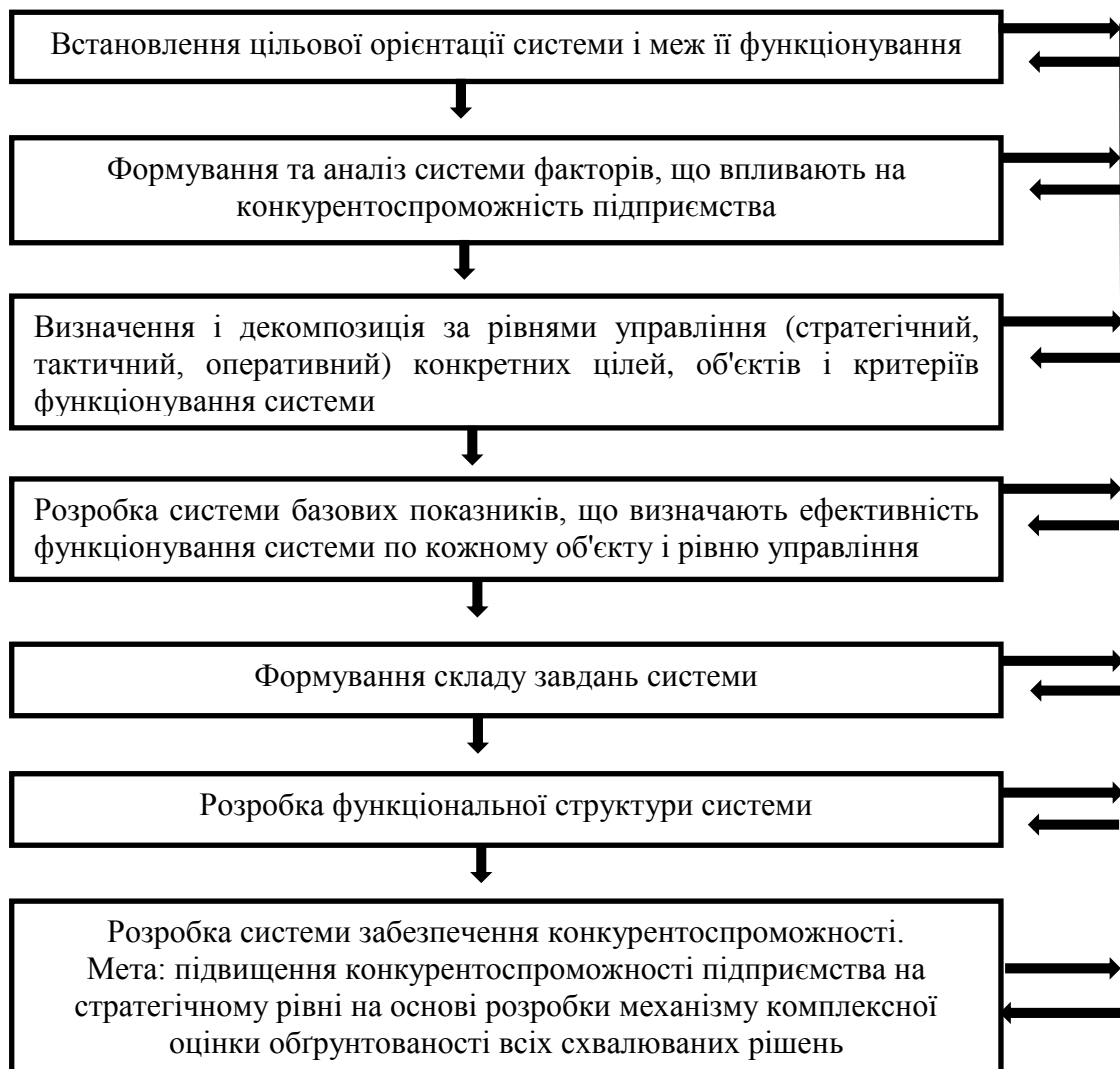 Встановлення цільової орієнтації системи і меж її функціонування
Формування та аналіз системи факторів, що впливають на
конкурентоспроможність підприємства
Визначення і декомпозиція за рівнями управління (стратегічний,
тактичний, оперативний) конкретних цілей, об'єктів і критеріїв
функціонування системи
Розробка системи базових показників, що визначають ефективність
функціонування системи по кожному об'єкту і рівню управління
Формування складу завдань системи
Розробка функціональної структури системи
Розробка системи забезпечення конкурентоспроможності.
Мета: підвищення конкурентоспроможності підприємства на
стратегічному рівні на основі розробки механізму комплексної
оцінки обґрунтованості всіх схвалюваних рішень